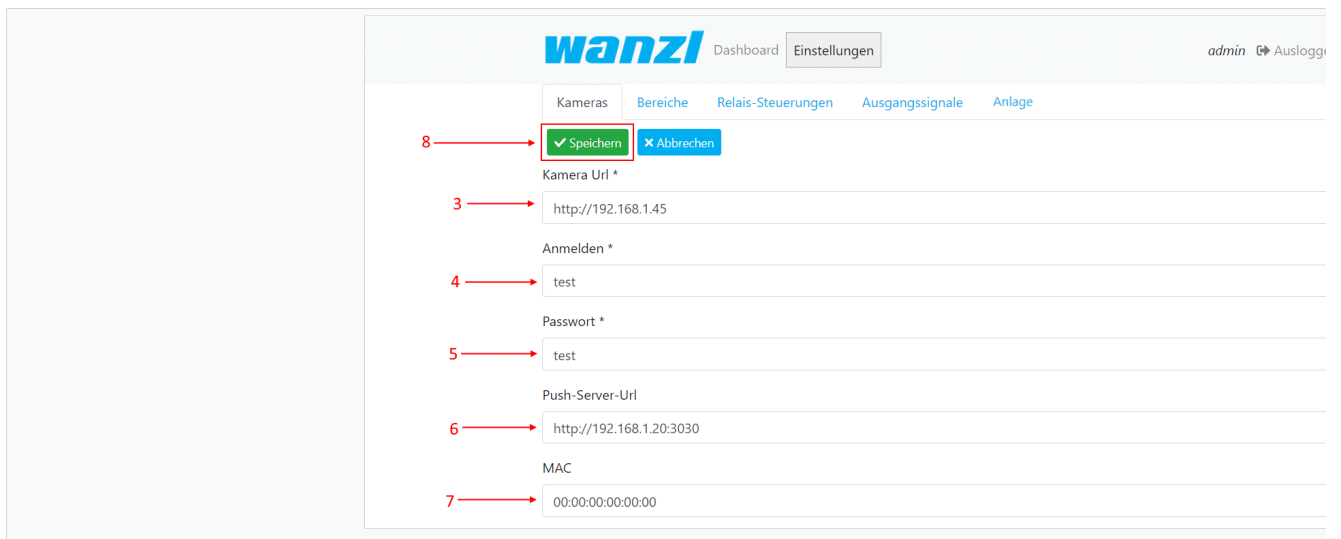 wanzl Dashboard Einstellungen admin Auslogge
Kameras Bereiche Relais-Steuerungen Ausgangssignale Anlage
8 Speichern Abbrechen
Kamera Url *
3 http://192.168.1.45
Anmelden *
4 test
Passwort *
5 test
Push-Server-Url
6 http://192.168.1.20:3030
MAC
7 00:00:00:00:00:00